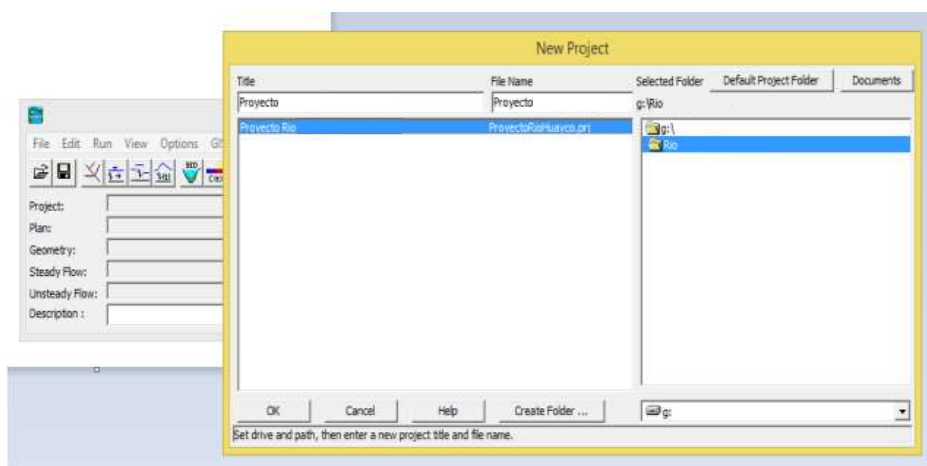 New Project
Title File Name Selected Folder Default Project Folder Documents
Proyecto Proyecto g:\Rio
Proyecto Rio ProyectoRioHuayco.prj
g:\
Rio
File Edit Run View Options
Project:
Plan:
Geometry:
Steady Flow:
Unsteady Flow:
Description :
OK Cancel Help Create Folder ... g:
Set drive and path, then enter a new project title and file name.